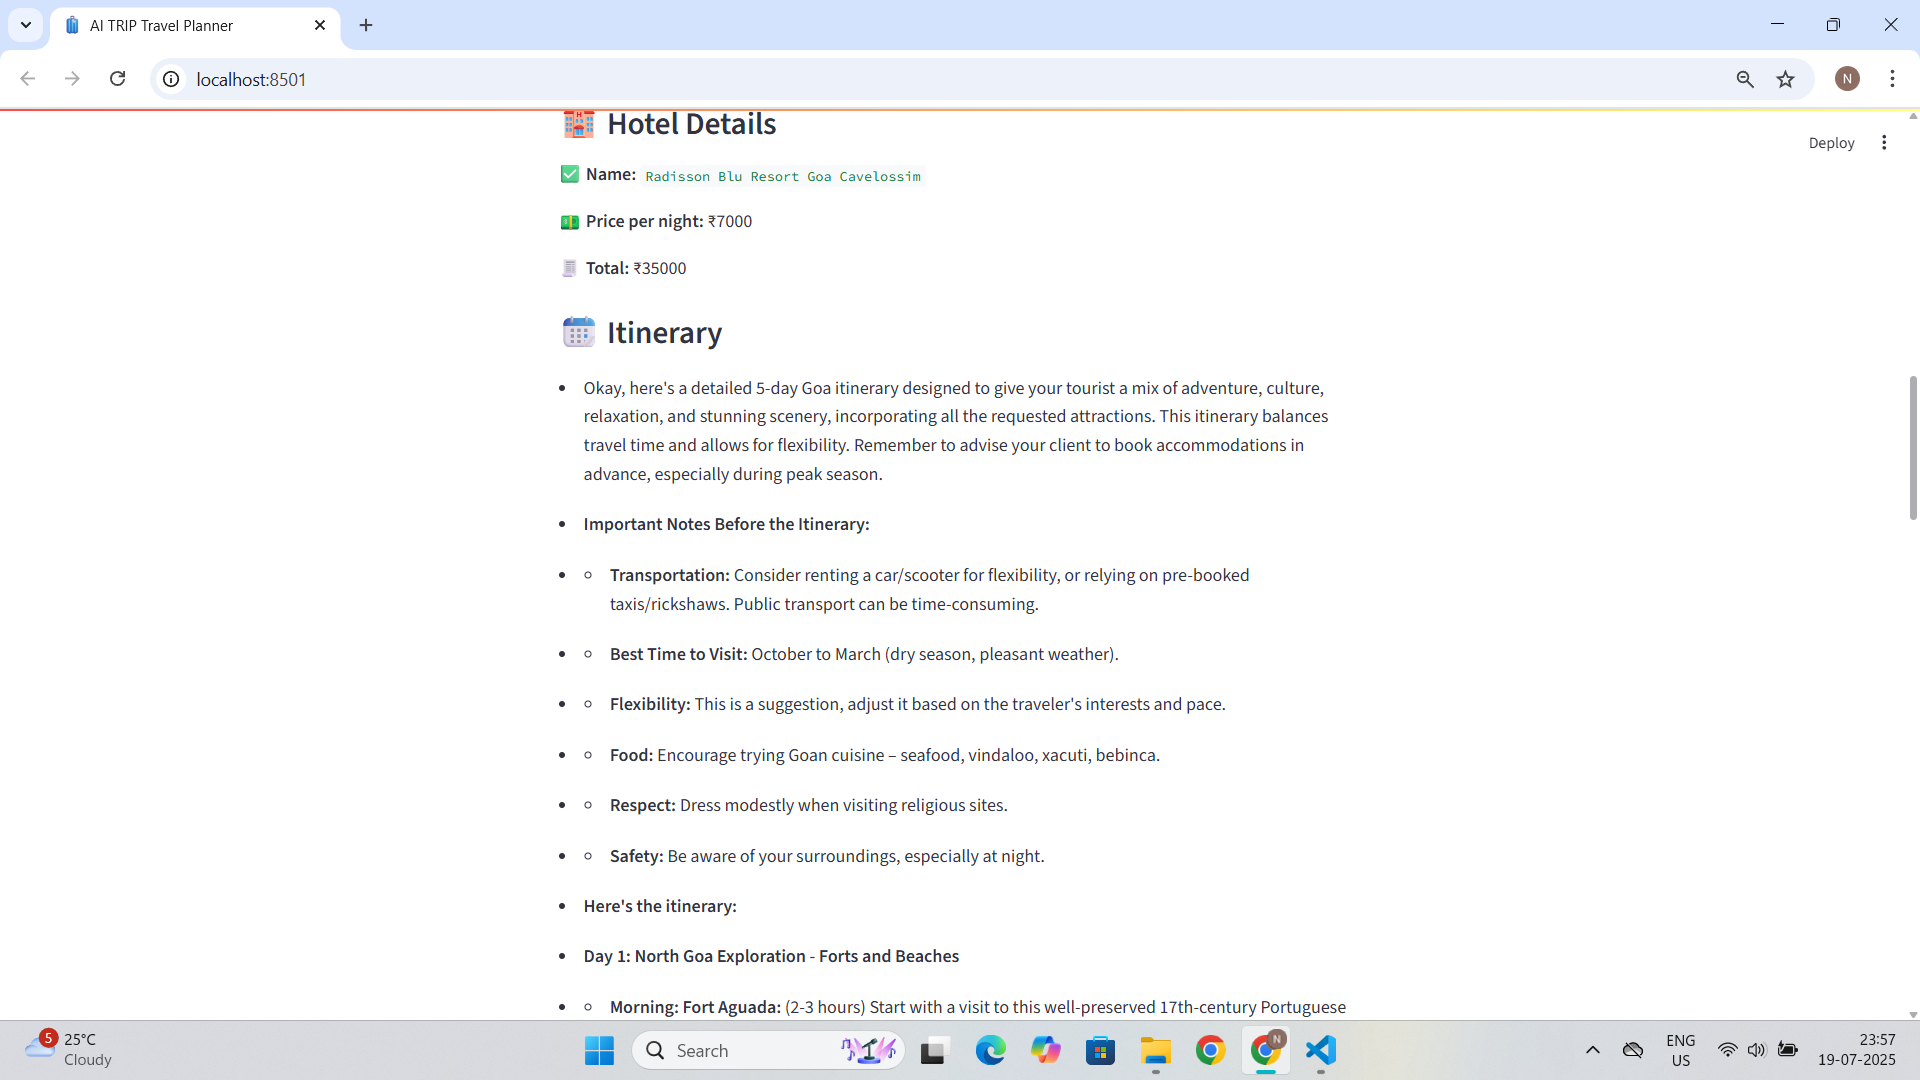 AI TRIP Travel Planner
localhost:8501
N
Deploy
Hotel Details
Name: Radisson Blu Resort Goa Cavelossim
Price per night: ₹7000
Total: ₹35000
Itinerary
Okay, here's a detailed 5-day Goa itinerary designed to give your tourist a mix of adventure, culture,
relaxation, and stunning scenery, incorporating all the requested attractions. This itinerary balances
travel time and allows for flexibility. Remember to advise your client to book accommodations in
advance, especially during peak season.
Important Notes Before the Itinerary:
Transportation: Consider renting a car/scooter for flexibility, or relying on pre-booked
taxis/rickshaws. Public transport can be time-consuming.
Best Time to Visit: October to March (dry season, pleasant weather).
Flexibility: This is a suggestion, adjust it based on the traveler's interests and pace.
Food: Encourage trying Goan cuisine – seafood, vindaloo, xacuti, bebinca.
Respect: Dress modestly when visiting religious sites.
Safety: Be aware of your surroundings, especially at night.
Here's the itinerary:
Day 1: North Goa Exploration - Forts and Beaches
Morning: Fort Aguada: (2-3 hours) Start with a visit to this well-preserved 17th-century Portuguese
5
25°C
Cloudy
Search
N
ENG
US
23:57
19-07-2025